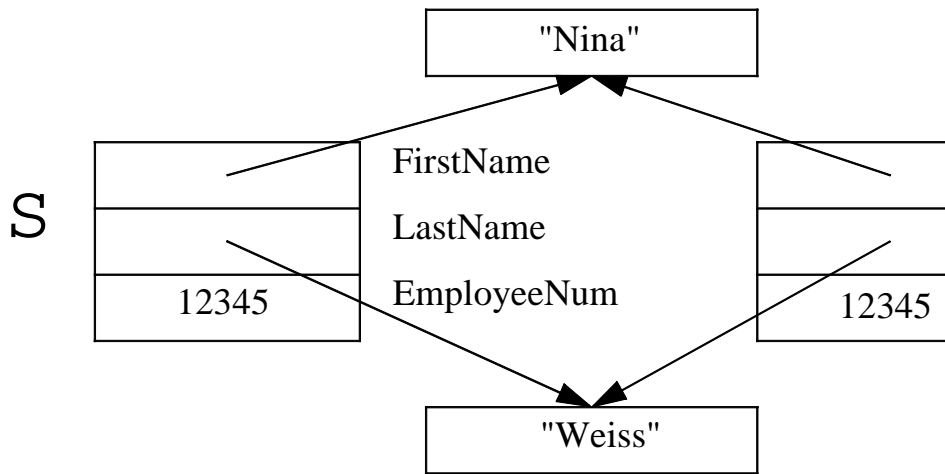 "Nina"
FirstName
S
LastName
12345
EmployeeNum
12345
"Weiss"